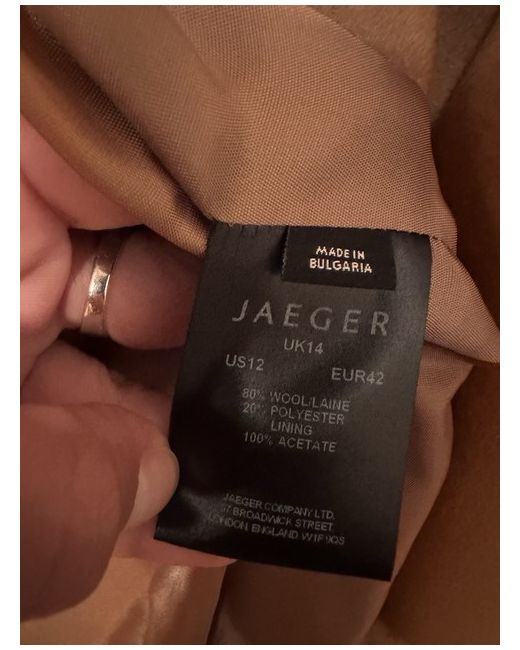 MADE IN
BULGARIA
JAEGER
UK14
US12 EUR42
80% WOOL/LAINE
20% POLYESTER
LINING
100% ACETATE
JAEGER COMPANY LTD.
57 BROADWICK STREET
LONDON ENGLAND W1F 9QS